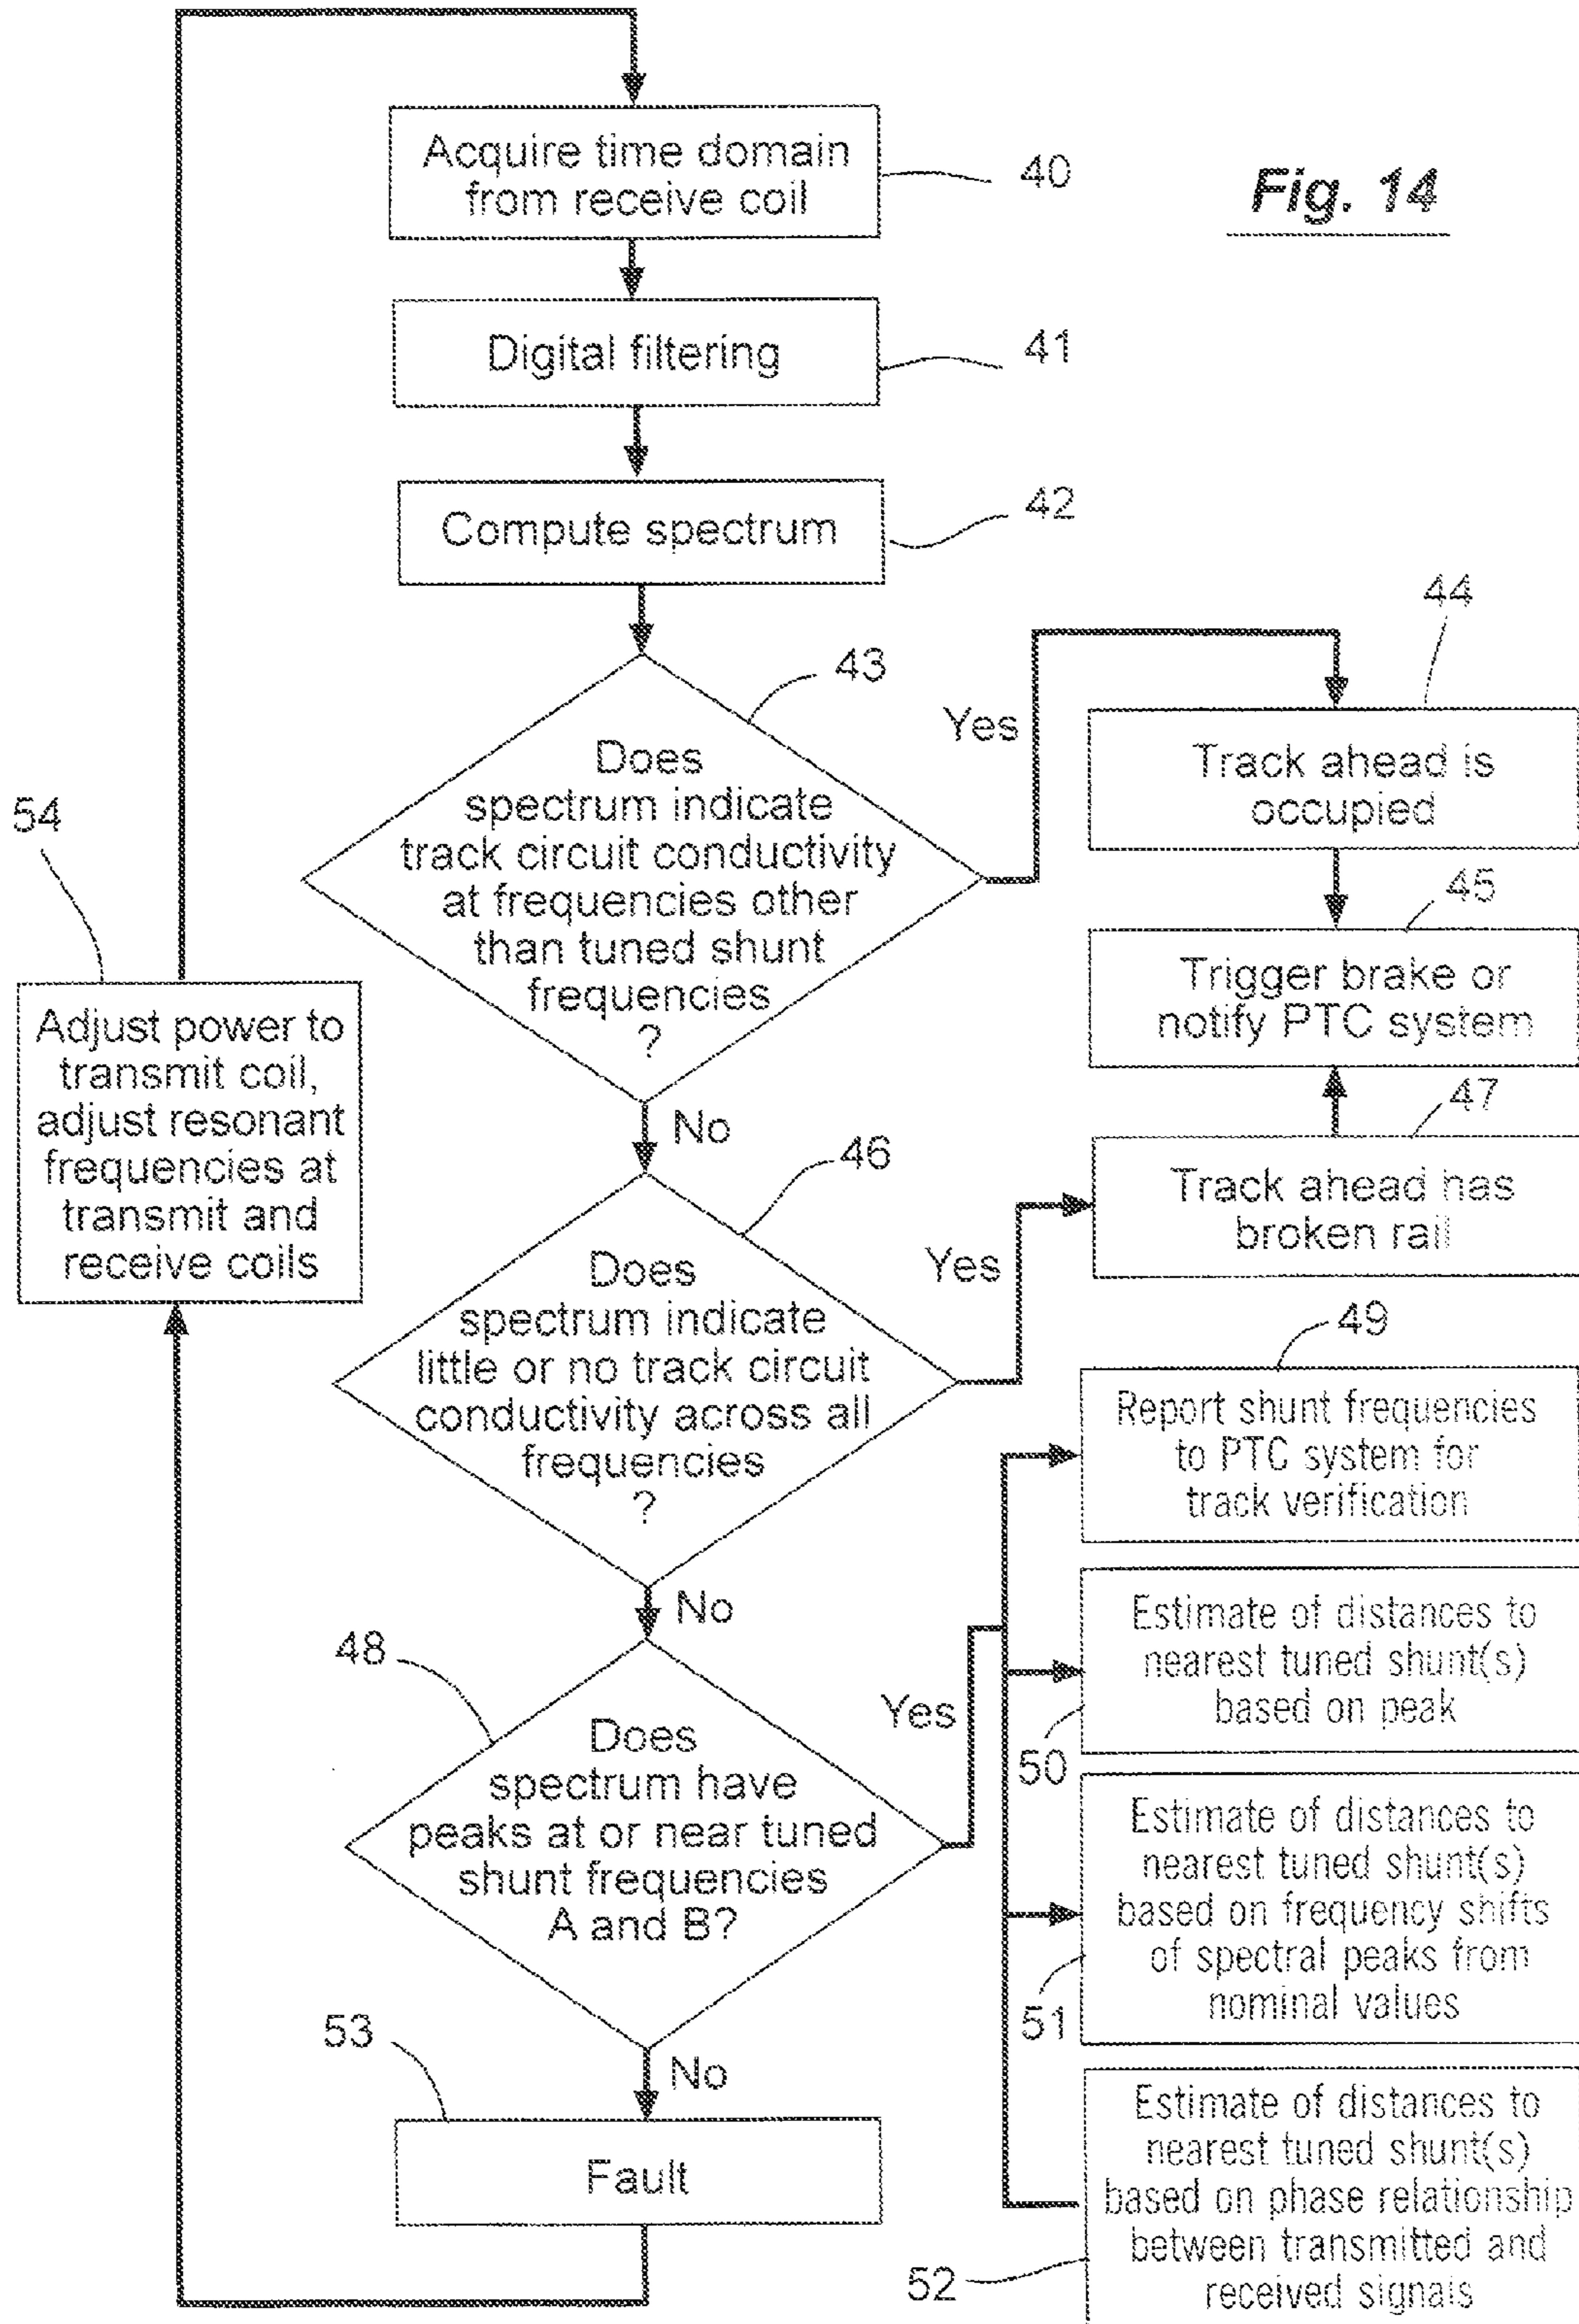 Fig. 14
Acquire time domain
from receive coil
40
Digital filtering
41
Compute spectrum
42
43
Does
spectrum indicate
track circuit conductivity
at frequencies other
than tuned shunt
frequencies
?
Yes
44
Track ahead is
occupied
45
Trigger brake or
notify PTC system
47
Track ahead has
broken rail
54
Adjust power to
transmit coil,
adjust resonant
frequencies at
transmit and
receive coils
No
46
Does
spectrum indicate
little or no track circuit
conductivity across all
frequencies
?
Yes
No
48
Does
spectrum have
peaks at or near tuned
shunt frequencies
A and B?
Yes
49
Report shunt frequencies
to PTC system for
track verification
Estimate of distances to
nearest tuned shunt(s)
based on peak
50
Estimate of distances to
nearest tuned shunt(s)
based on frequency shifts
of spectral peaks from
nominal values
51
Estimate of distances to
nearest tuned shunt(s)
based on phase relationship
between transmitted and
received signals
52
No
53
Fault